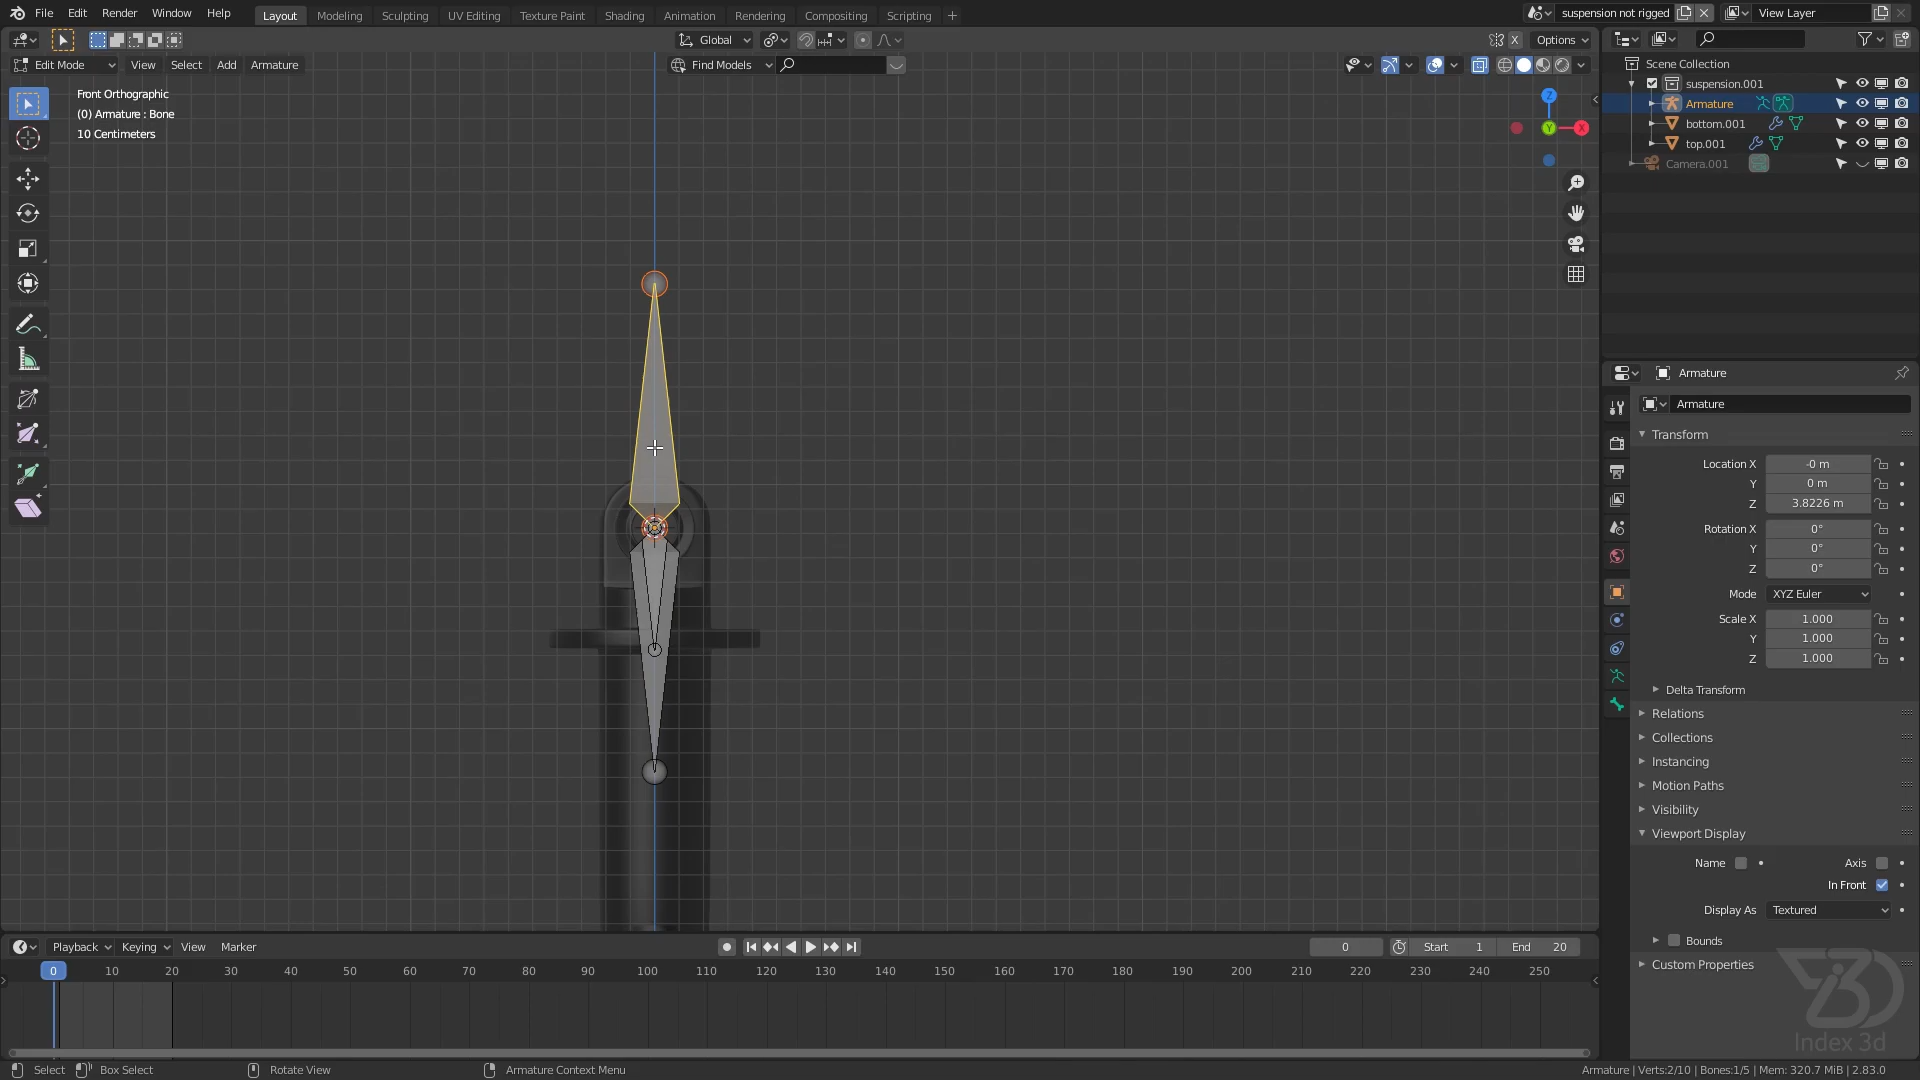 File Edit Render Window Help
Layout Modeling Sculpting UV Editing Texture Paint Shading Animation Rendering Compositing Scripting +
suspension not rigged
View Layer
Global
X Options
Edit Mode View Select Add Armature
Find Models
Front Orthographic
(0) Armature : Bone
10 Centimeters
Z
Y
X
Scene Collection
suspension.001
Armature
bottom.001
top.001
Camera.001
Armature
Armature
Transform
Location X -0 m
Y 0 m
Z 3.8226 m
Rotation X 0°
Y 0°
Z 0°
Mode XYZ Euler
Scale X 1.000
Y 1.000
Z 1.000
Delta Transform
Relations
Collections
Instancing
Motion Paths
Visibility
Viewport Display
Name Axis
In Front
Display As Textured
Bounds
Custom Properties
Playback Keying View Marker
0 Start 1 End 20
0 10 20 30 40 50 60 70 80 90 100 110 120 130 140 150 160 170 180 190 200 210 220 230 240 250
Index 3d
Select Box Select Rotate View Armature Context Menu
Armature | Verts:2/10 | Bones:1/5 | Mem: 320.7 MiB | 2.83.0